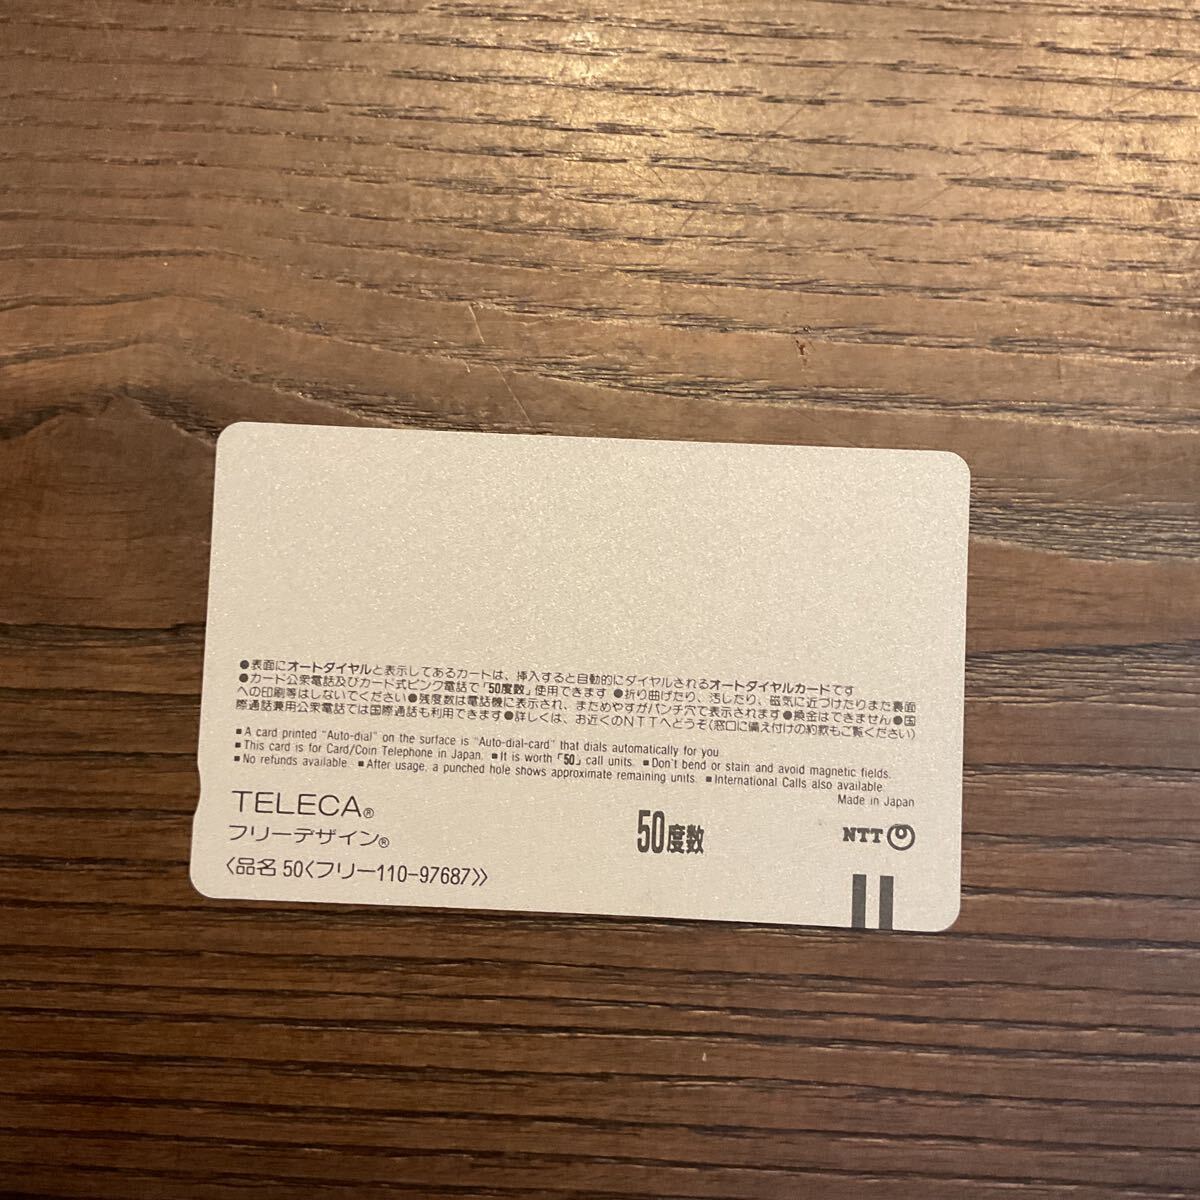 ●表面にオートダイヤルと表示してあるカートは、挿入すると自動的にダイヤルされるオートダイヤルカードです
●カード公衆電話及びカード式ピンク電話で「50度数」使用できます ●折り曲げたり、汚したり、磁気に近づけたりまた裏面
への印刷等はしないでください●残度数は電話機に表示され、まためやすがパンチ穴で表示されます●換金はできません●国
際通話兼用公衆電話では国際通話も利用できます●詳しくは、お近くのNTTへどうぞ(窓口に備え付けの約款もご覧ください)
■A card printed "Auto-dial" on the surface is "Auto-dial-card" that dials automatically for you.
■This card is for Card/Coin Telephone in Japan. ■It is worth「50」call units. ■Don't bend or stain and avoid magnetic fields.
■No refunds available. ■After usage, a punched hole shows approximate remaining units. ■International Calls also available.
Made in Japan
TELECA®
フリーデザイン®
50度数
NTT
〈品名 50〈フリー110-97687〉〉